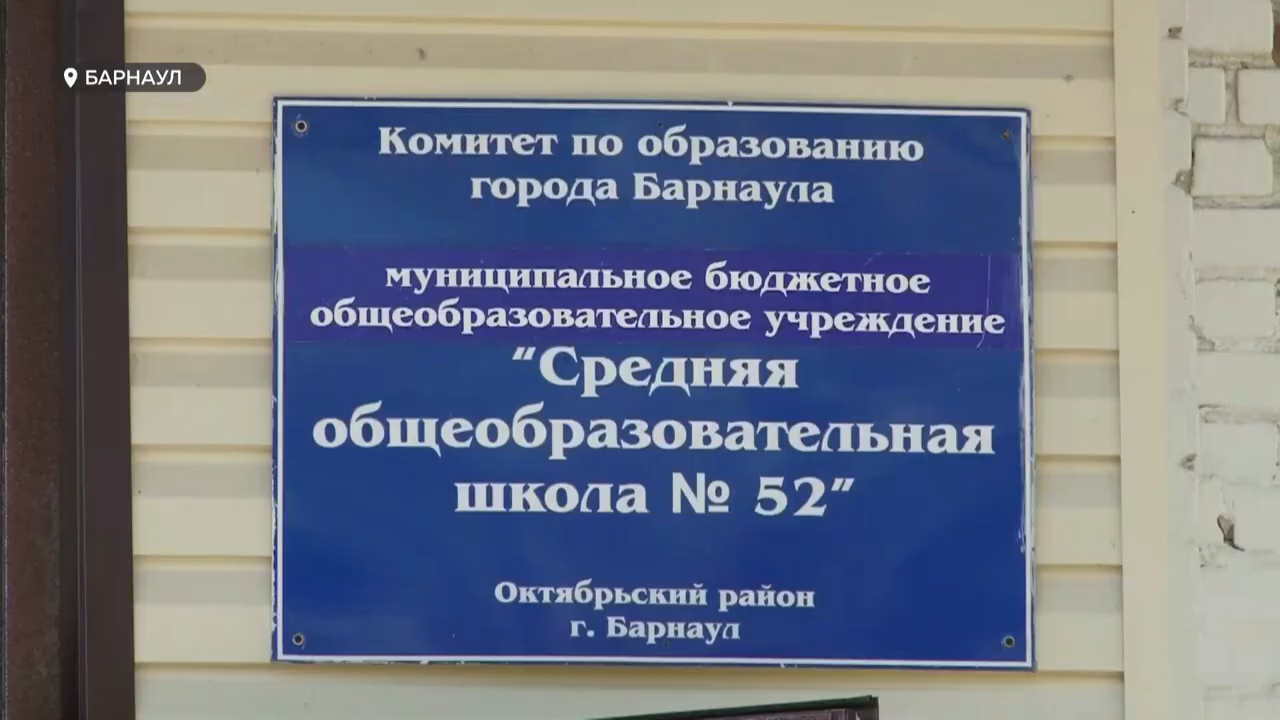 БАРНАУЛ
Комитет по образованию
города Барнаула
муниципальное бюджетное
общеобразовательное учреждение
"Средняя
общеобразовательная
школа № 52"
Октябрьский район
г. Барнаул